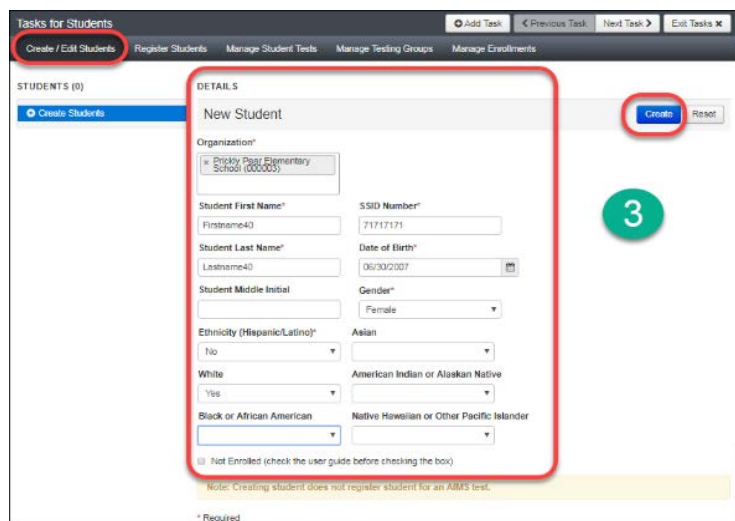 Tasks for Students
Add Task
Previous Task
Next Task
Exit Tasks
Create / Edit Students
Register Students
Manage Student Tests
Manage Testing Groups
Manage Enrollments
STUDENTS (0)
DETAILS
Create Students
New Student
Create
Reset
Organization*
× Prickly Pear Elementary
School (000003)
3
Student First Name*
SSID Number*
Firstname40
71717171
Student Last Name*
Date of Birth*
Lastname40
06/30/2007
Student Middle Initial
Gender*
Female
Ethnicity (Hispanic/Latino)*
Asian
No
White
American Indian or Alaskan Native
Yes
Black or African American
Native Hawaiian or Other Pacific Islander
Not Enrolled (check the user guide before checking the box)
Note: Creating student does not register student for an AIMS test.
* Required